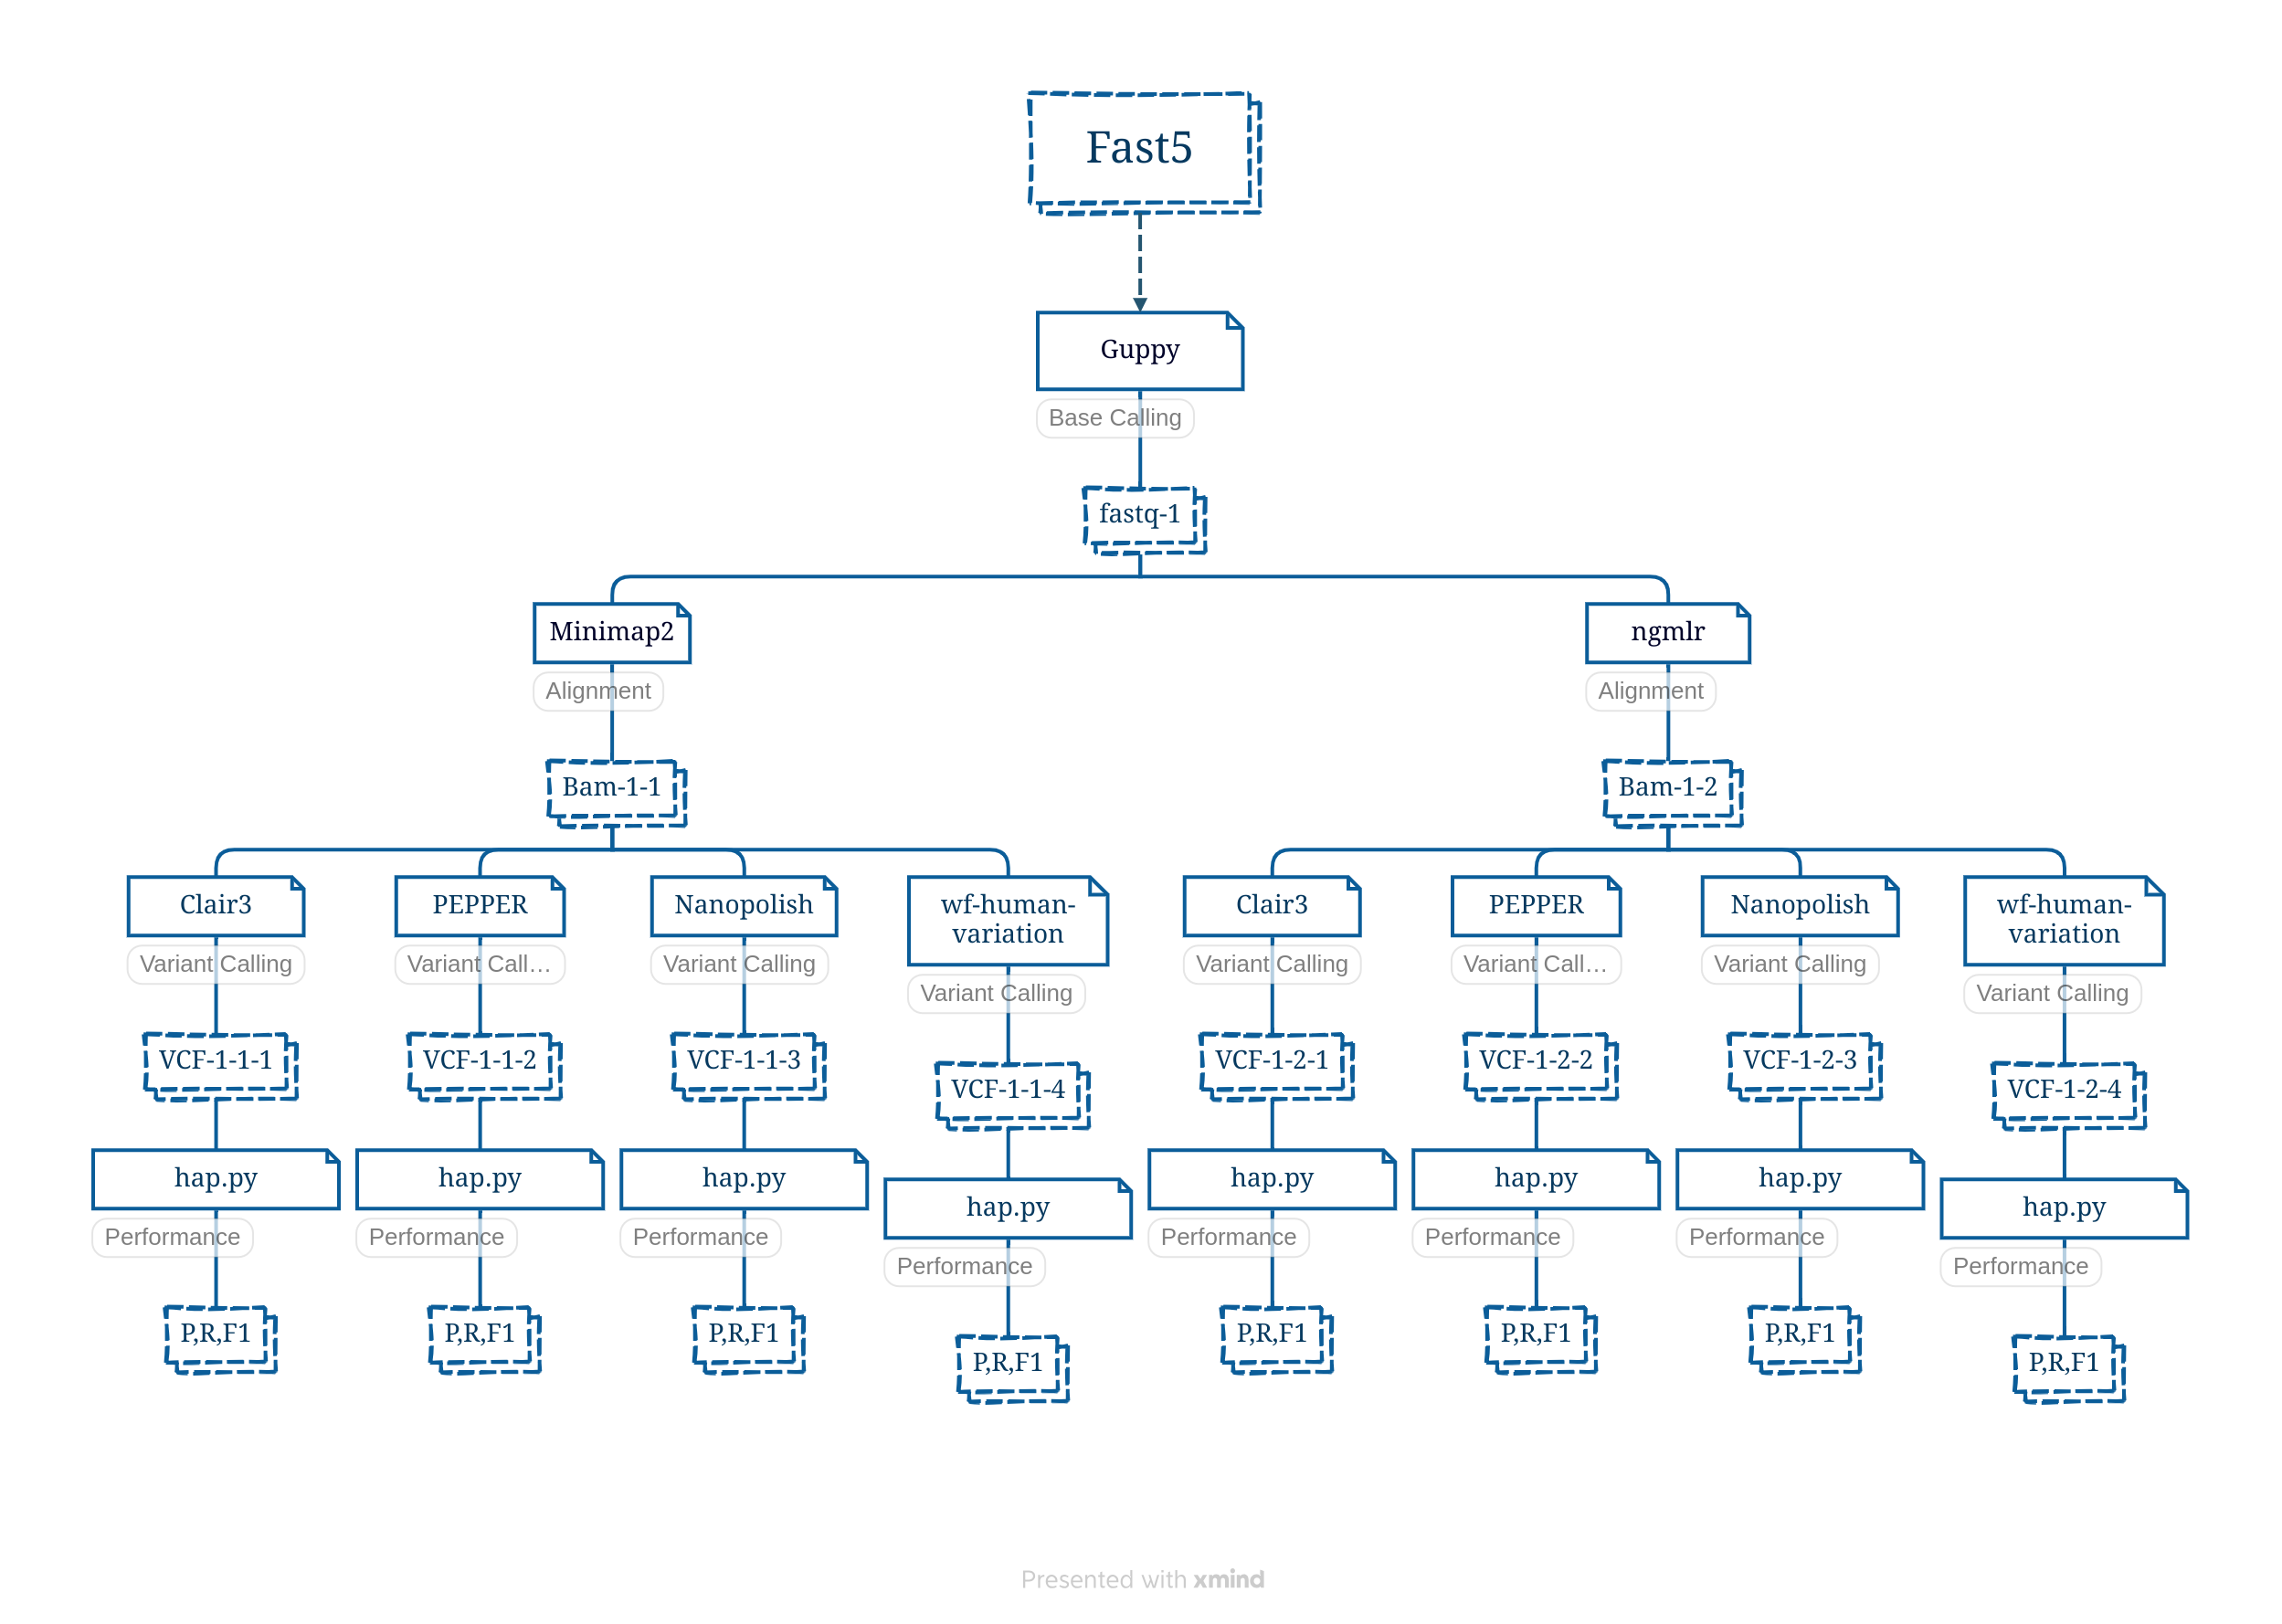 Fast5
Guppy
Base Calling
fastq-1
Minimap2
ngmlr
Alignment
Alignment
Bam-1-1
Bam-1-2
Clair3
PEPPER
Nanopolish
wf-human-
variation
Clair3
PEPPER
Nanopolish
wf-human-
variation
Variant Calling
Variant Call...
Variant Calling
Variant Calling
Variant Calling
Variant Call...
Variant Calling
Variant Calling
VCF-1-1-1
VCF-1-1-2
VCF-1-1-3
VCF-1-1-4
VCF-1-2-1
VCF-1-2-2
VCF-1-2-3
VCF-1-2-4
hap.py
hap.py
hap.py
hap.py
hap.py
hap.py
hap.py
hap.py
Performance
Performance
Performance
Performance
Performance
Performance
Performance
Performance
P,R,F1
P,R,F1
P,R,F1
P,R,F1
P,R,F1
P,R,F1
P,R,F1
P,R,F1
Presented with xmind